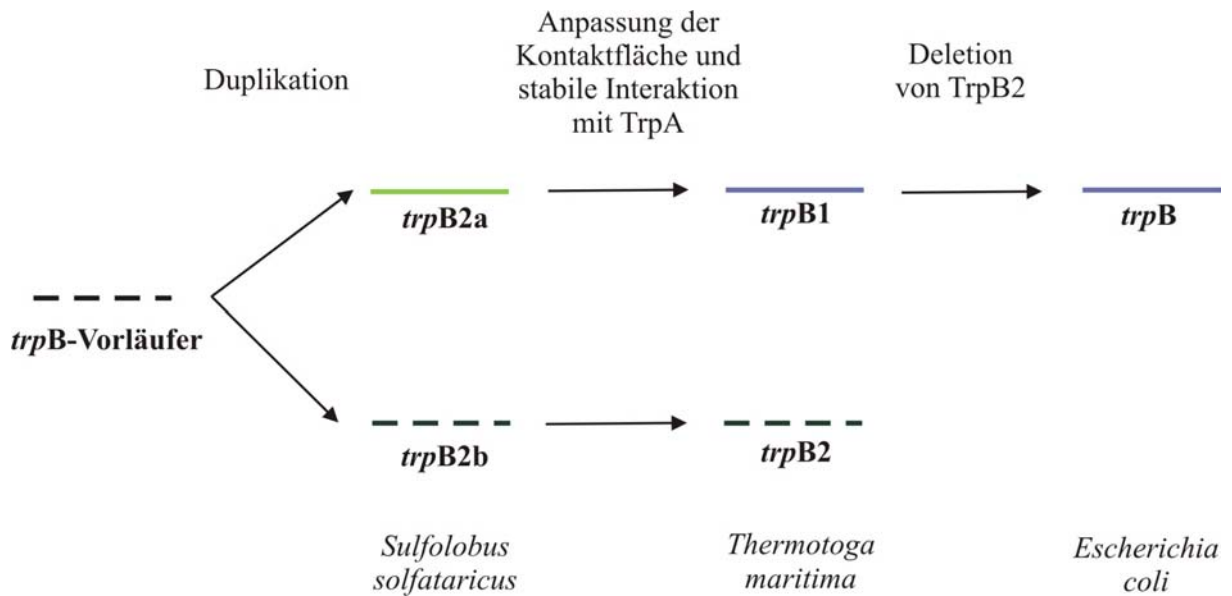 Duplikation
Anpassung der
Kontaktfläche und
stabile Interaktion
mit TrpA
Deletion
von TrpB2
trpB2a
trpB1
trpB
trpB-Vorläufer
trpB2b
trpB2
Sulfolobus
solfataricus
Thermotoga
maritima
Escherichia
coli